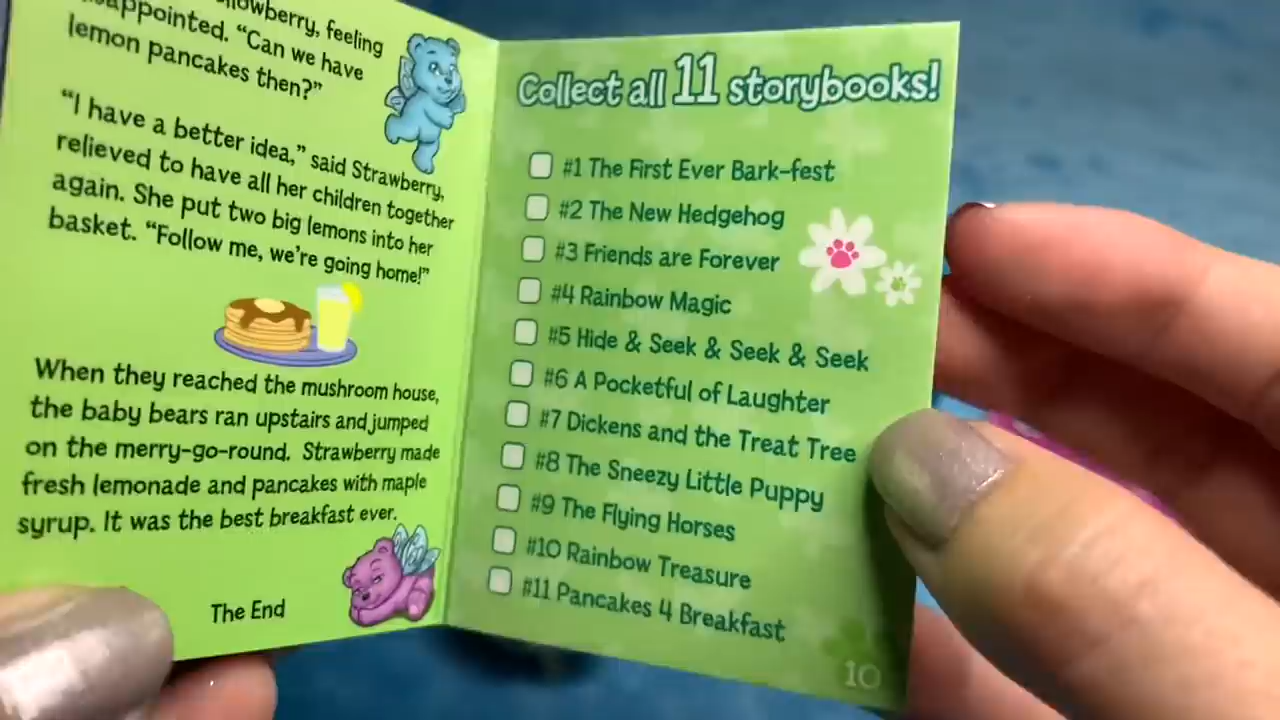 feeling
"Can we have
lemon pancakes then?"
"I have a better idea," said Strawberry,
relieved to have all her children together
again. She put two big lemons into her
basket. "Follow me, we're going home!"
When they reached the mushroom house,
the baby bears ran upstairs and jumped
on the merry-go-round. Strawberry made
fresh lemonade and pancakes with maple
syrup. It was the best breakfast ever.
The End
Collect all 11 storybooks!
#1 The First Ever Bark-fest
#2 The New Hedgehog
#3 Friends are Forever
#4 Rainbow Magic
#5 Hide & Seek & Seek & Seek
#6 A Pocketful of Laughter
#7 Dickens and the Treat Tree
#8 The Sneezy Little Puppy
#9 The Flying Horses
#10 Rainbow Treasure
#11 Pancakes 4 Breakfast
10